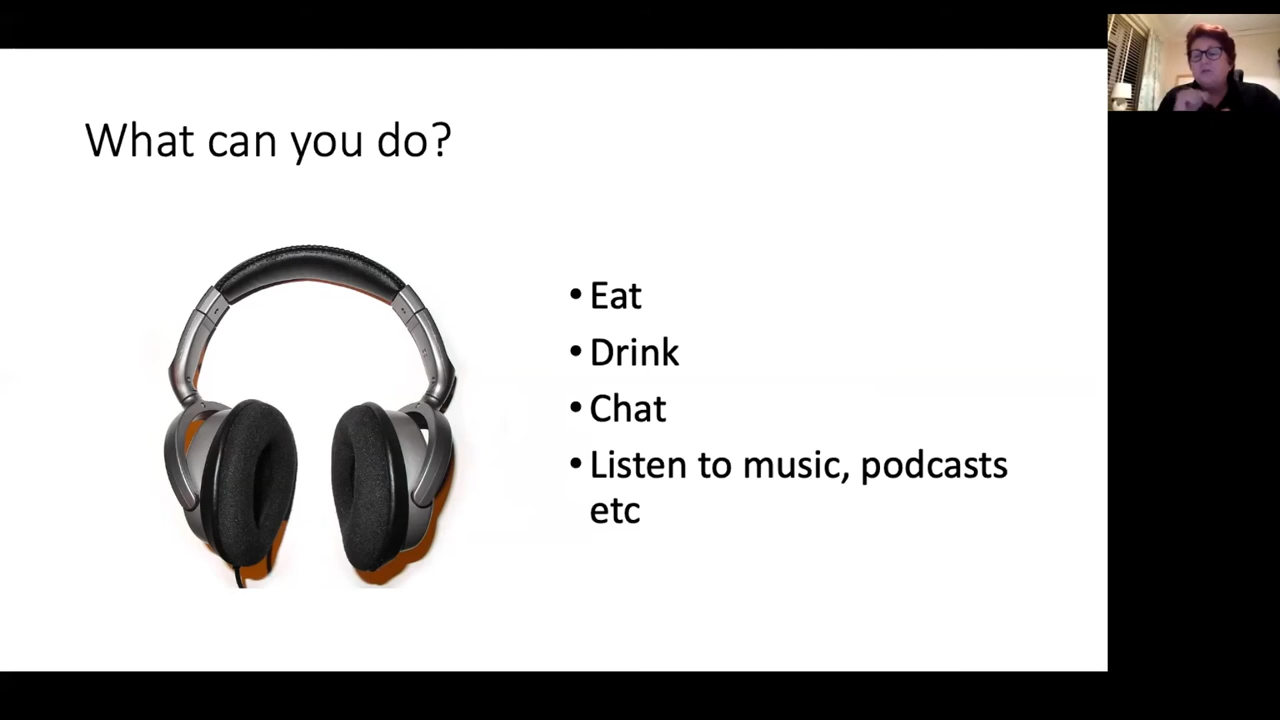 What can you do?
• Eat
• Drink
• Chat
• Listen to music, podcasts
etc